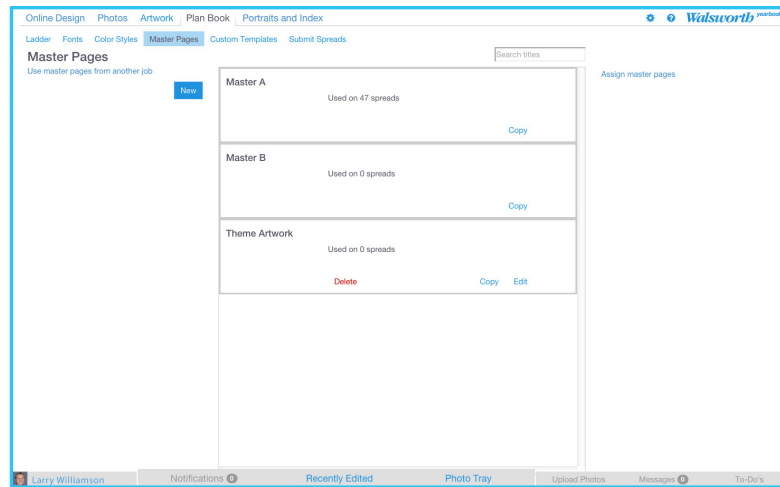 Online Design Photos Artwork Plan Book Portraits and Index Walsworth yearbooks
Ladder Fonts Color Styles Master Pages Custom Templates Submit Spreads
Master Pages Search titles
Use master pages from another job Assign master pages
New
Master A
Used on 47 spreads
Copy
Master B
Used on 0 spreads
Copy
Theme Artwork
Used on 0 spreads
Delete Copy Edit
Larry Williamson Notifications 0 Recently Edited Photo Tray Upload Photos Messages 0 To-Do's